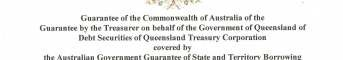 Guarantee of the Commonwealth of Australia of the
Guarantee by the Treasurer on behalf of the Government of Queensland of
Debt Securities of Queensland Treasury Corporation
covered by
the Australian Government Guarantee of State and Territory Borrowing